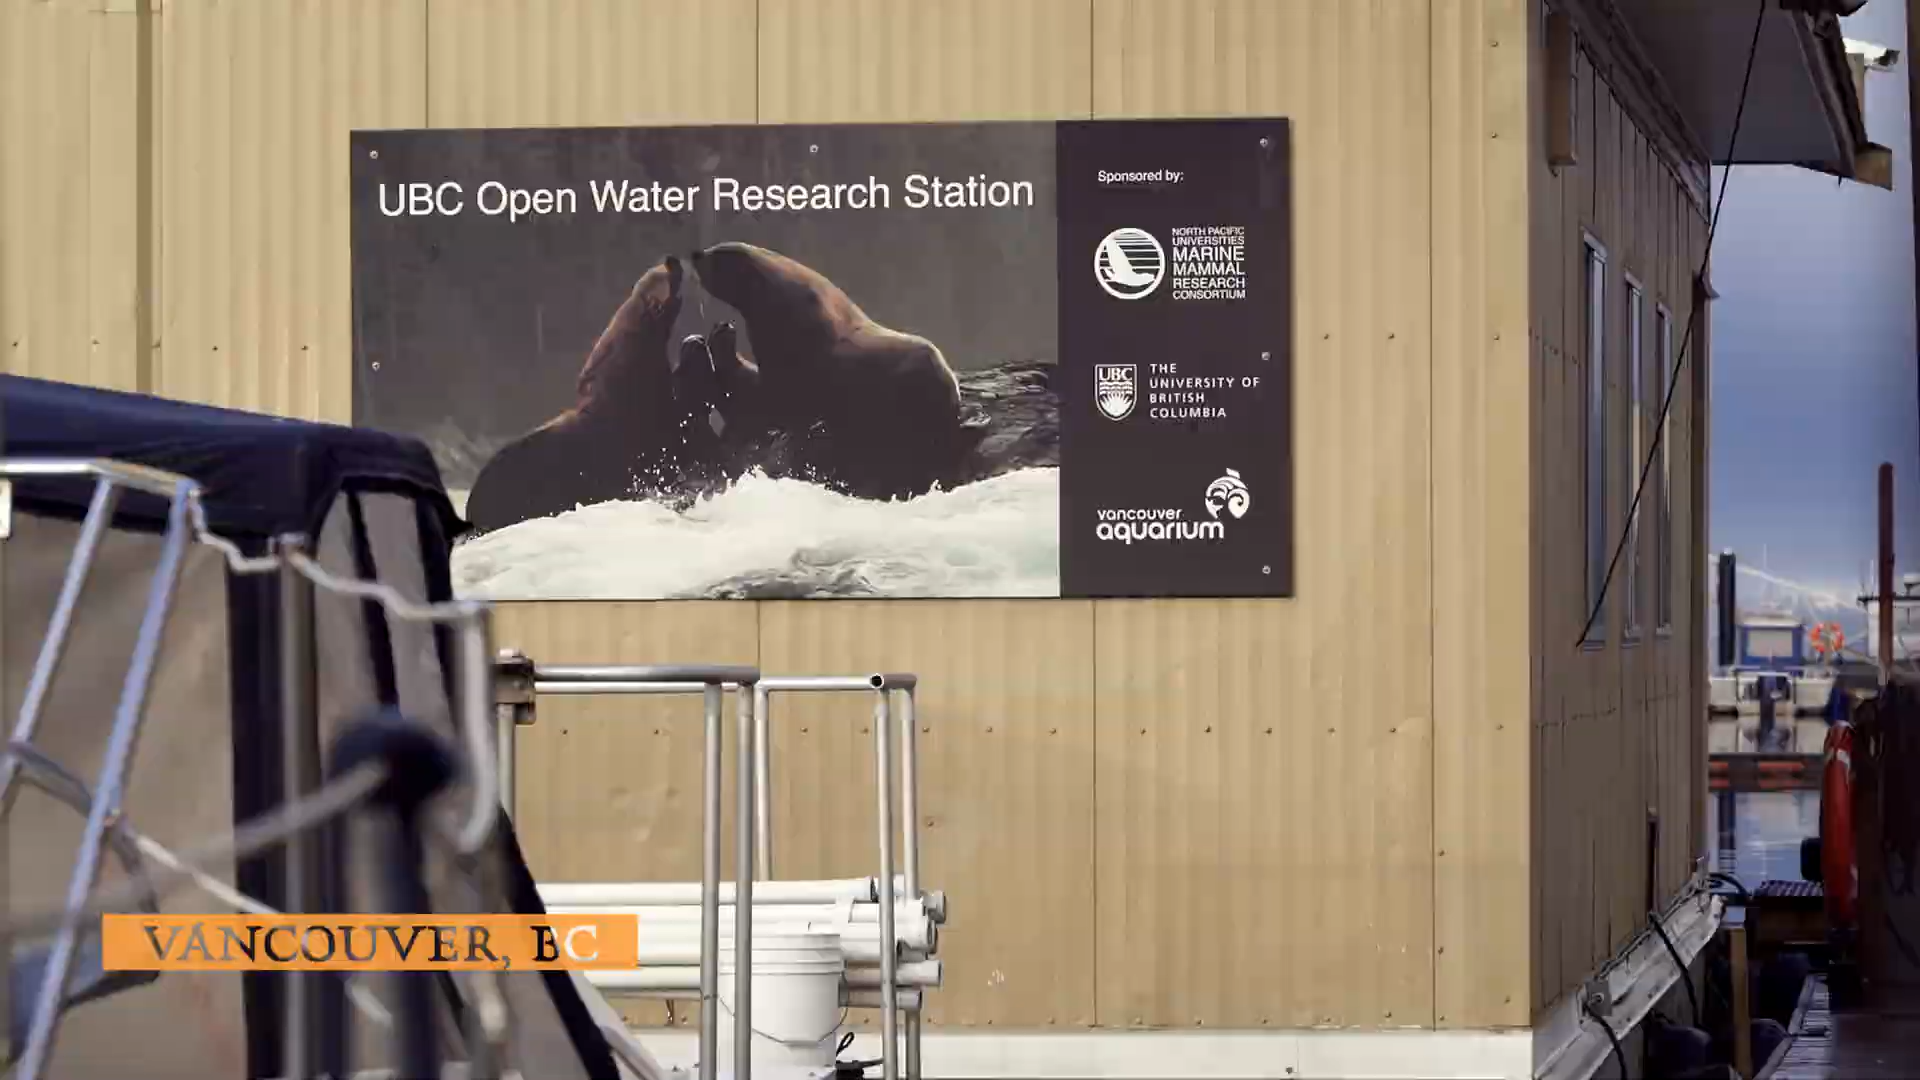 UBC Open Water Research Station
Sponsored by:
NORTH PACIFIC
UNIVERSITIES
MARINE
MAMMAL
RESEARCH
CONSORTIUM
UBC
THE
UNIVERSITY OF
BRITISH
COLUMBIA
vancouver
aquarium
VANCOUVER, BC